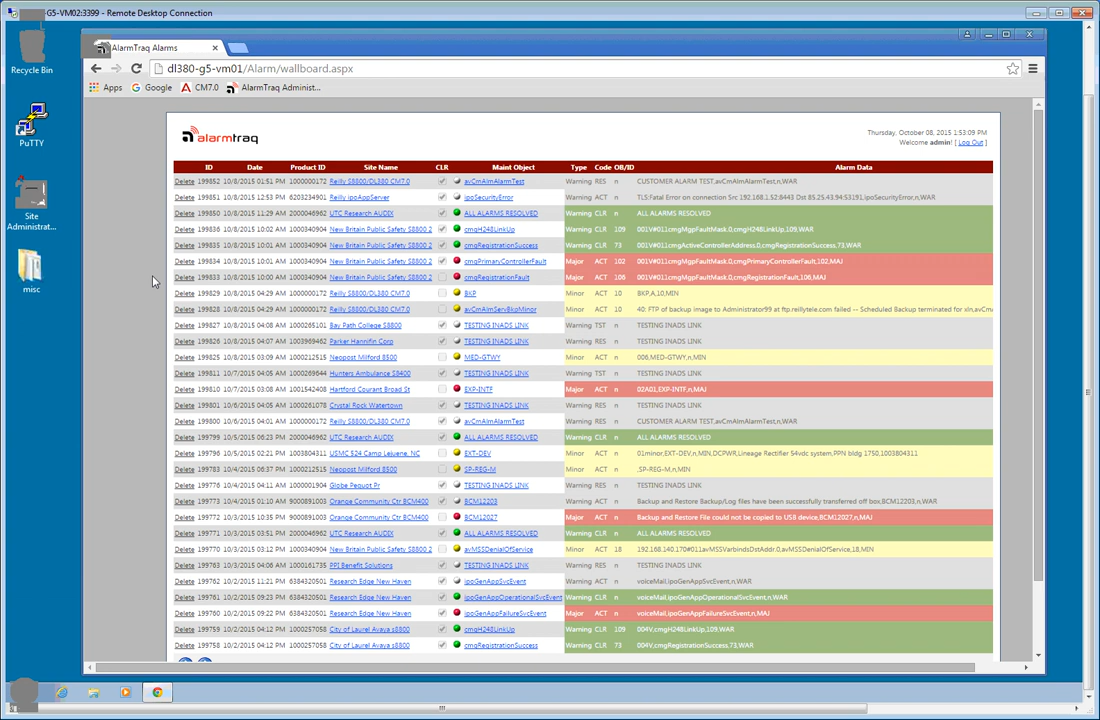 G5-VM02:3399 - Remote Desktop Connection
Recycle Bin
PuTTY
Site
Administrat...
misc
AlarmTraq Alarms
dl380-g5-vm01/Alarm/wallboard.aspx
Apps Google CM7.0 AlarmTraq Administ...
alarmtraq
Thursday, October 08, 2015 1:53:09 PM
Welcome admin! [ Log Out ]
ID Date Product ID Site Name CLR Maint Object Type Code OB/ID Alarm Data
Delete 199852 10/8/2015 01:51 PM 1000000172 Reilly S8800/DL380 CM7.0 avCmAlmAlarmTest Warning RES n CUSTOMER ALARM TEST,avCmAlmAlarmTest,n,WAR
Delete 199851 10/8/2015 12:53 PM 6203234901 Reilly ipoAppServer ipoSecurityError Warning ACT n TLS:Fatal Error on connection Src 192.168.1.52:8443 Dst 85.25.43.94:53191,ipoSecurityError,n,WAR
Delete 199850 10/8/2015 11:29 AM 2000046962 UTC Research AUDIX ALL ALARMS RESOLVED Warning CLR n ALL ALARMS RESOLVED
Delete 199836 10/8/2015 10:02 AM 1000340904 New Britain Public Safety S8800 2 cmgH248LinkUp Warning CLR 109 001V#011cmgMgpFaultMask.0,cmgH248LinkUp,109,WAR
Delete 199835 10/8/2015 10:01 AM 1000340904 New Britain Public Safety S8800 2 cmgRegistrationSuccess Warning CLR 73 001V#011cmgActiveControllerAddress.0,cmgRegistrationSuccess,73,WAR
Delete 199834 10/8/2015 10:01 AM 1000340904 New Britain Public Safety S8800 2 cmgPrimaryControllerFault Major ACT 102 001V#011cmgMgpFaultMask.0,cmgPrimaryControllerFault,102,MAJ
Delete 199833 10/8/2015 10:00 AM 1000340904 New Britain Public Safety S8800 2 cmgRegistrationFault Major ACT 106 001V#011cmgMgpFaultMask.0,cmgRegistrationFault,106,MAJ
Delete 199829 10/8/2015 04:29 AM 1000000172 Reilly S8800/DL380 CM7.0 BKP Minor ACT 10 BKP,A,10,MIN
Delete 199828 10/8/2015 04:29 AM 1000000172 Reilly S8800/DL380 CM7.0 avCmAlmServBkpMinor Minor ACT 10 40: FTP of backup image to Administrator99 at ftp.reillytele.com failed -- Scheduled Backup terminated for xln,avCm
Delete 199827 10/8/2015 04:08 AM 1000265101 Bay Path College S8800 TESTING INADS LINK Warning TST n TESTING INADS LINK
Delete 199826 10/8/2015 04:07 AM 1003969462 Parker Hannifin Corp TESTING INADS LINK Warning RES n TESTING INADS LINK
Delete 199825 10/8/2015 03:09 AM 1000212515 Neopost Milford 8500 MED-GTWY Minor ACT n 006,MED-GTWY,n,MIN
Delete 199811 10/7/2015 04:05 AM 1000269644 Hunters Ambulance S8400 TESTING INADS LINK Warning RES n TESTING INADS LINK
Delete 199810 10/7/2015 03:08 AM 1001542408 Hartford Courant Broad St EXP-INTF Major ACT n 02A01,EXP-INTF,n,MAJ
Delete 199801 10/6/2015 04:05 AM 1000261078 Crystal Rock Watertown TESTING INADS LINK Warning RES n TESTING INADS LINK
Delete 199800 10/6/2015 04:01 AM 1000000172 Reilly S8800/DL380 CM7.0 avCmAlmAlarmTest Warning RES n CUSTOMER ALARM TEST,avCmAlmAlarmTest,n,WAR
Delete 199799 10/5/2015 06:23 PM 2000046962 UTC Research AUDIX ALL ALARMS RESOLVED Warning CLR n ALL ALARMS RESOLVED
Delete 199796 10/5/2015 02:21 PM 1003804311 USMC 524 Camp Lejeune, NC EXT-DEV Minor ACT n 01minor,EXT-DEV,n,MIN,DCPWR,Lineage Rectifier 54vdc system,PPN bldg 1750,1003804311
Delete 199783 10/4/2015 06:37 PM 1000212515 Neopost Milford 8500 SP-REG-M Minor ACT n .SP-REG-M,n,MIN
Delete 199776 10/4/2015 04:11 AM 1000001984 Globe Pequot Pr TESTING INADS LINK Warning RES n TESTING INADS LINK
Delete 199773 10/4/2015 01:10 AM 9000891003 Orange Community Ctr BCM400 BCM12203 Warning ACT n Backup and Restore Backup/Log files have been successfully transferred off box,BCM12203,n,WAR
Delete 199772 10/3/2015 10:35 PM 9000891003 Orange Community Ctr BCM400 BCM12027 Major ACT n Backup and Restore File could not be copied to USB device,BCM12027,n,MAJ
Delete 199771 10/3/2015 03:51 PM 2000046962 UTC Research AUDIX ALL ALARMS RESOLVED Warning CLR n ALL ALARMS RESOLVED
Delete 199770 10/3/2015 03:12 PM 1000340904 New Britain Public Safety S8800 2 avMSSDenialOfService Minor ACT 18 192.168.140.170#011avMSSVarbindsDstAddr.0,avMSSDenialOfService,18,MIN
Delete 199763 10/3/2015 04:06 AM 1000161735 PPI Benefit Solutions TESTING INADS LINK Warning RES n TESTING INADS LINK
Delete 199762 10/2/2015 11:21 PM 6384320501 Research Edge New Haven ipoGenAppSvcEvent Warning ACT n voiceMail,ipoGenAppSvcEvent,n,WAR
Delete 199761 10/2/2015 09:23 PM 6384320501 Research Edge New Haven ipoGenAppOperationalSvcEvent Warning CLR n voiceMail,ipoGenAppOperationalSvcEvent,n,WAR
Delete 199760 10/2/2015 09:22 PM 6384320501 Research Edge New Haven ipoGenAppFailureSvcEvent Major ACT n voiceMail,ipoGenAppFailureSvcEvent,n,MAJ
Delete 199759 10/2/2015 04:12 PM 1000257058 City of Laurel Avaya s8800 cmgH248LinkUp Warning CLR 109 004V,cmgH248LinkUp,109,WAR
Delete 199758 10/2/2015 04:12 PM 1000257058 City of Laurel Avaya s8800 cmgRegistrationSuccess Warning CLR 73 004V,cmgRegistrationSuccess,73,WAR